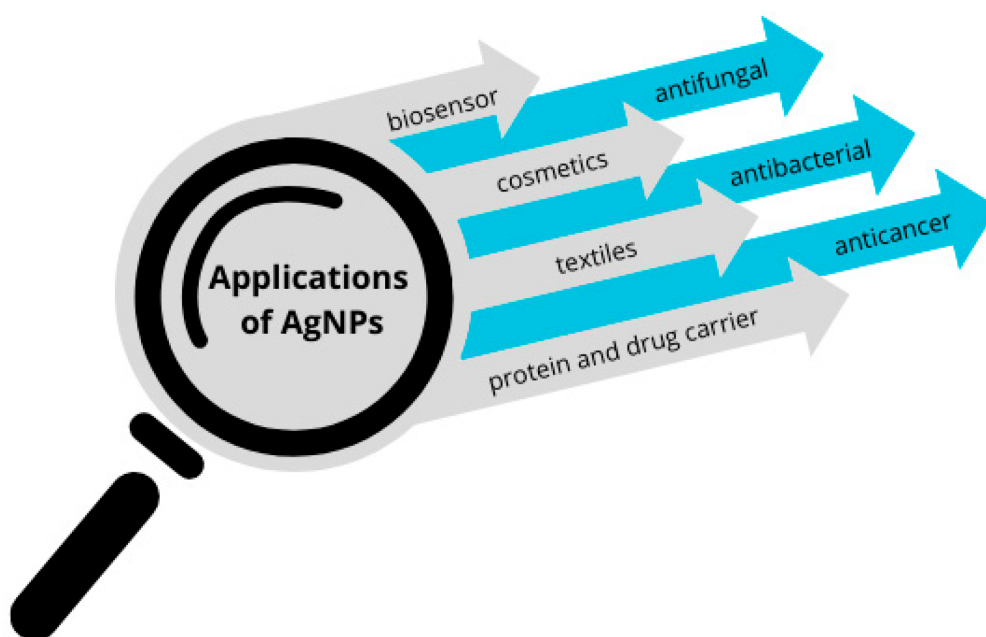 Applications
of AgNPs
biosensor
antifungal
cosmetics
antibacterial
textiles
anticancer
protein and drug carrier